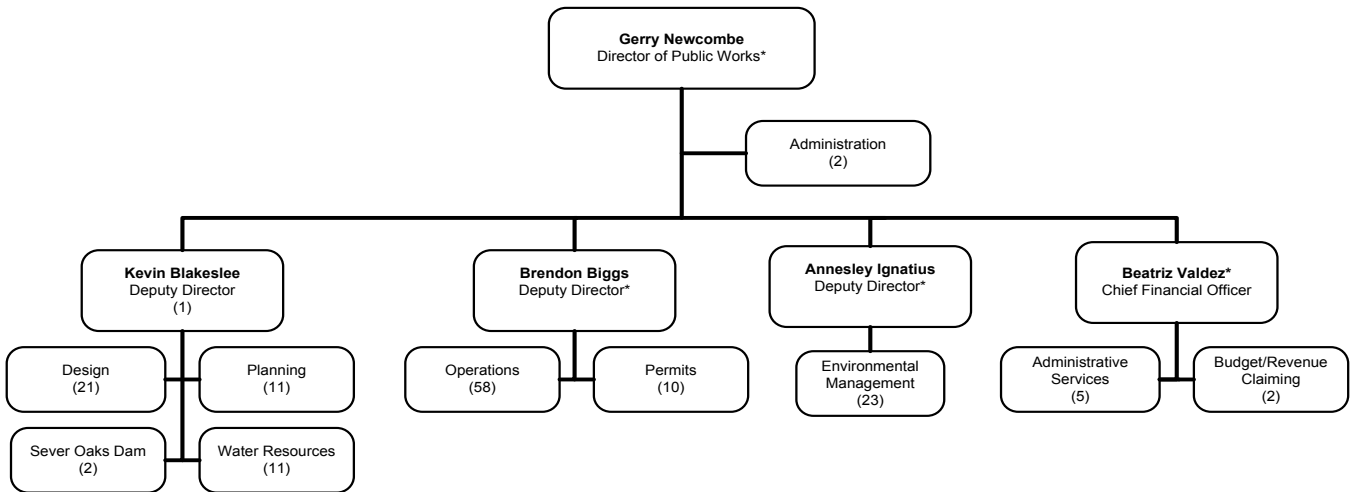 Gerry Newcombe
Director of Public Works*
Administration
(2)
Kevin Blakeslee
Deputy Director
(1)
Brendon Biggs
Deputy Director*
Annesley Ignatius
Deputy Director*
Beatriz Valdez*
Chief Financial Officer
Design
(21)
Planning
(11)
Operations
(58)
Permits
(10)
Environmental
Management
(23)
Administrative
Services
(5)
Budget/Revenue
Claiming
(2)
Sever Oaks Dam
(2)
Water Resources
(11)